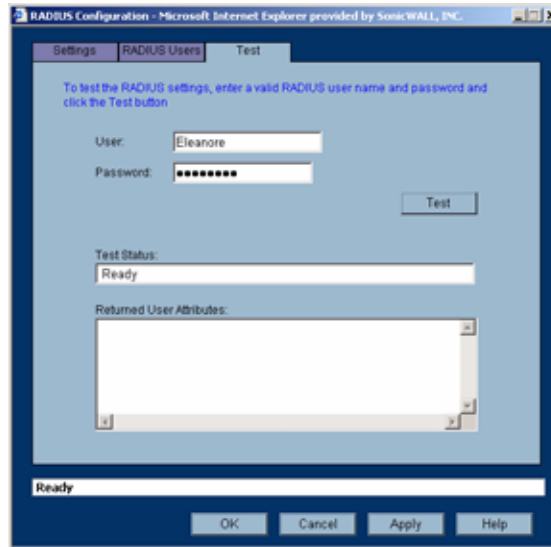 RADIUS Configuration - Microsoft Internet Explorer provided by SonicWALL, INC.
Settings RADIUS Users Test
To test the RADIUS settings, enter a valid RADIUS user name and password and
click the Test button
User: Eleanore
Password: ●●●●●●●●
Test
Test Status:
Ready
Returned User Attributes:
Ready
OK Cancel Apply Help